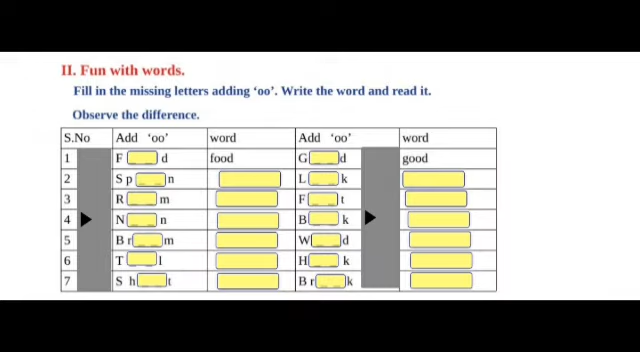 II. Fun with words.
Fill in the missing letters adding ‘oo’. Write the word and read it.
Observe the difference.
S.No Add ‘oo’ word Add ‘oo’ word
1 F _ _ d food G _ _ d good
2 S p _ _ n L _ _ k
3 R _ _ m F _ _ t
4 N _ _ n B _ _ k
5 B r _ _ m W _ _ d
6 T _ _ l H _ _ k
7 S h _ _ t B r _ _ k